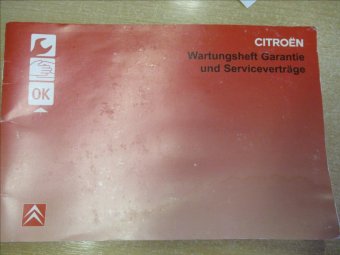 CITROËN
Wartungsheft Garantie
und Serviceverträge
OK